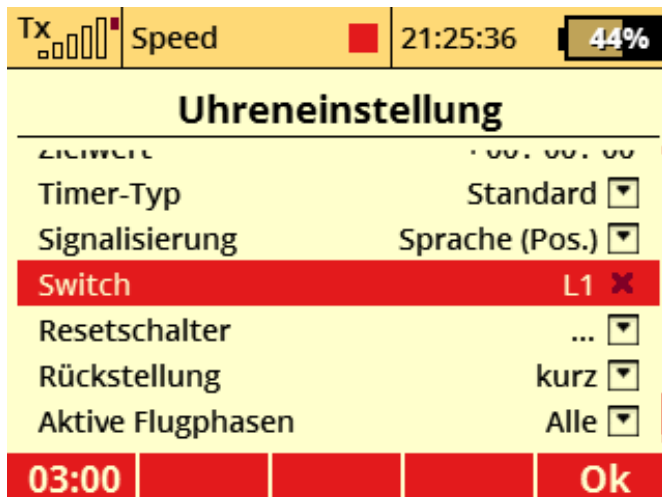 Tx Speed 21:25:36 44%
Uhreneinstellung
Timer-Typ Standard
Signalisierung Sprache (Pos.)
Switch L1
Resetschalter ...
Rückstellung kurz
Aktive Flugphasen Alle
03:00 Ok